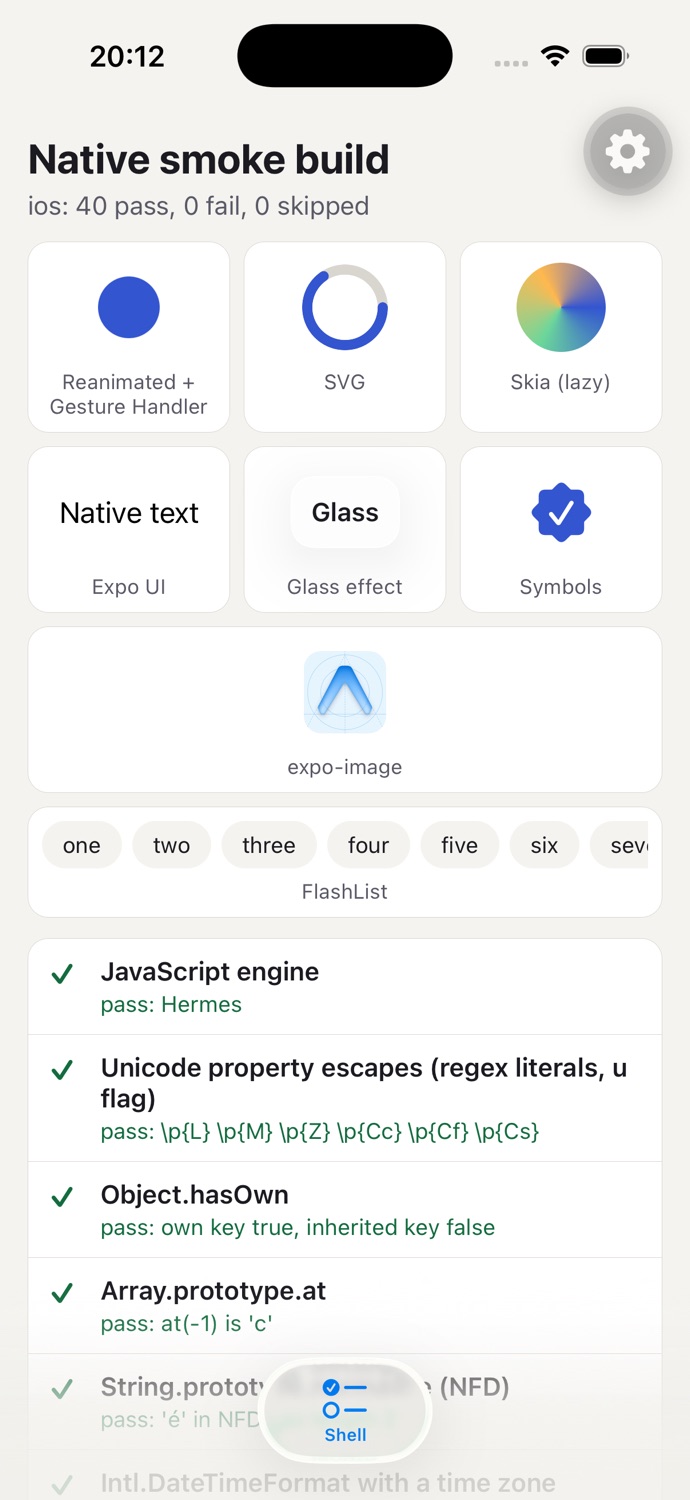 20:12
Native smoke build
ios: 40 pass, 0 fail, 0 skipped
Reanimated +
Gesture Handler
SVG
Skia (lazy)
Native text
Expo UI
Glass
Glass effect
Symbols
expo-image
one two three four five six
FlashList
JavaScript engine
pass: Hermes
Unicode property escapes (regex literals, u
flag)
pass: \p{L} \p{M} \p{Z} \p{Cc} \p{Cf} \p{Cs}
Object.hasOwn
pass: own key true, inherited key false
Array.prototype.at
pass: at(-1) is 'c'
(NFD)
pass: 'é' in NFD
Shell
Intl.DateTimeFormat with a time zone